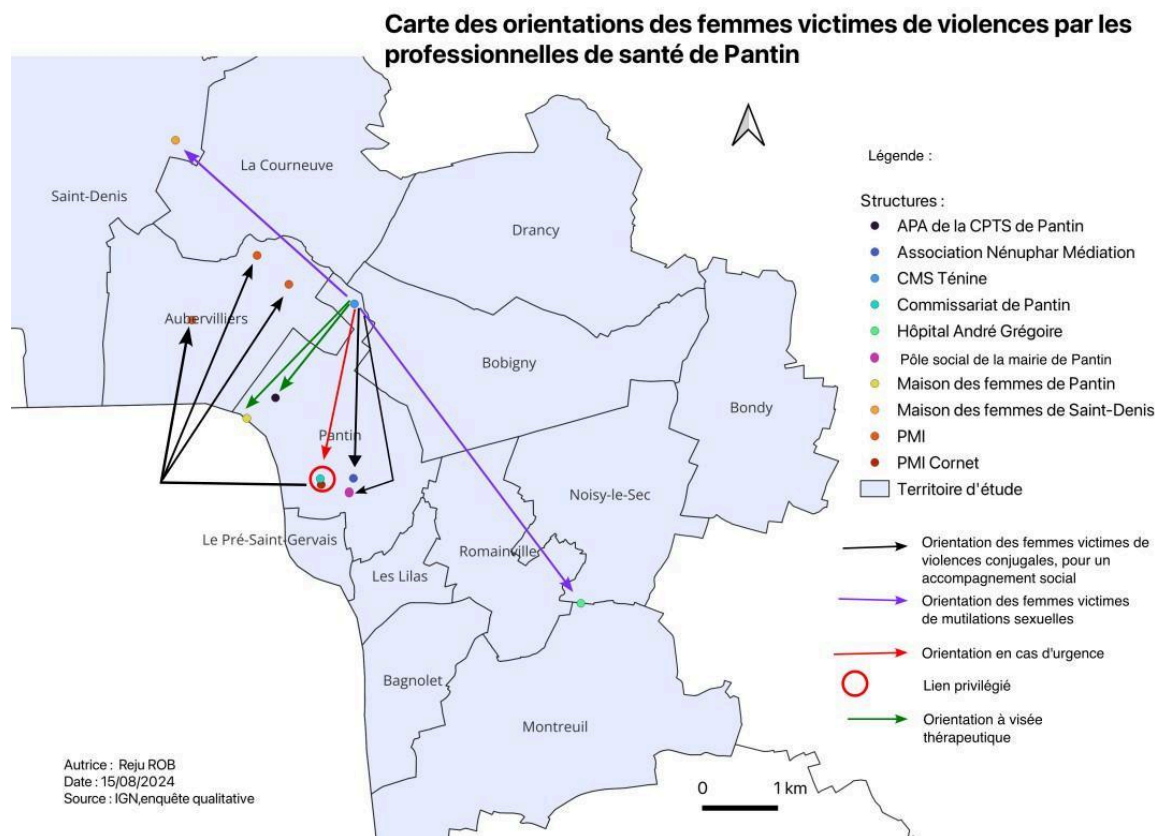 Carte des orientations des femmes victimes de violences par les
professionnelles de santé de Pantin
La Courneuve
Saint-Denis
Drancy
Aubervilliers
Bobigny
Bondy
Pantin
Noisy-le-Sec
Le Pré-Saint-Gervais
Romainville
Les Lilas
Bagnolet
Montreuil
Légende :
Structures :
APA de la CPTS de Pantin
Association Nénuphar Médiation
CMS Ténine
Commissariat de Pantin
Hôpital André Grégoire
Pôle social de la mairie de Pantin
Maison des femmes de Pantin
Maison des femmes de Saint-Denis
PMI
PMI Cornet
Territoire d'étude
Orientation des femmes victimes de
violences conjugales, pour un
accompagnement social
Orientation des femmes victimes
de mutilations sexuelles
Orientation en cas d'urgence
Lien privilégié
Orientation à visée
thérapeutique
Autrice : Reju ROB
Date : 15/08/2024
Source : IGN,enquête qualitative
0 1 km